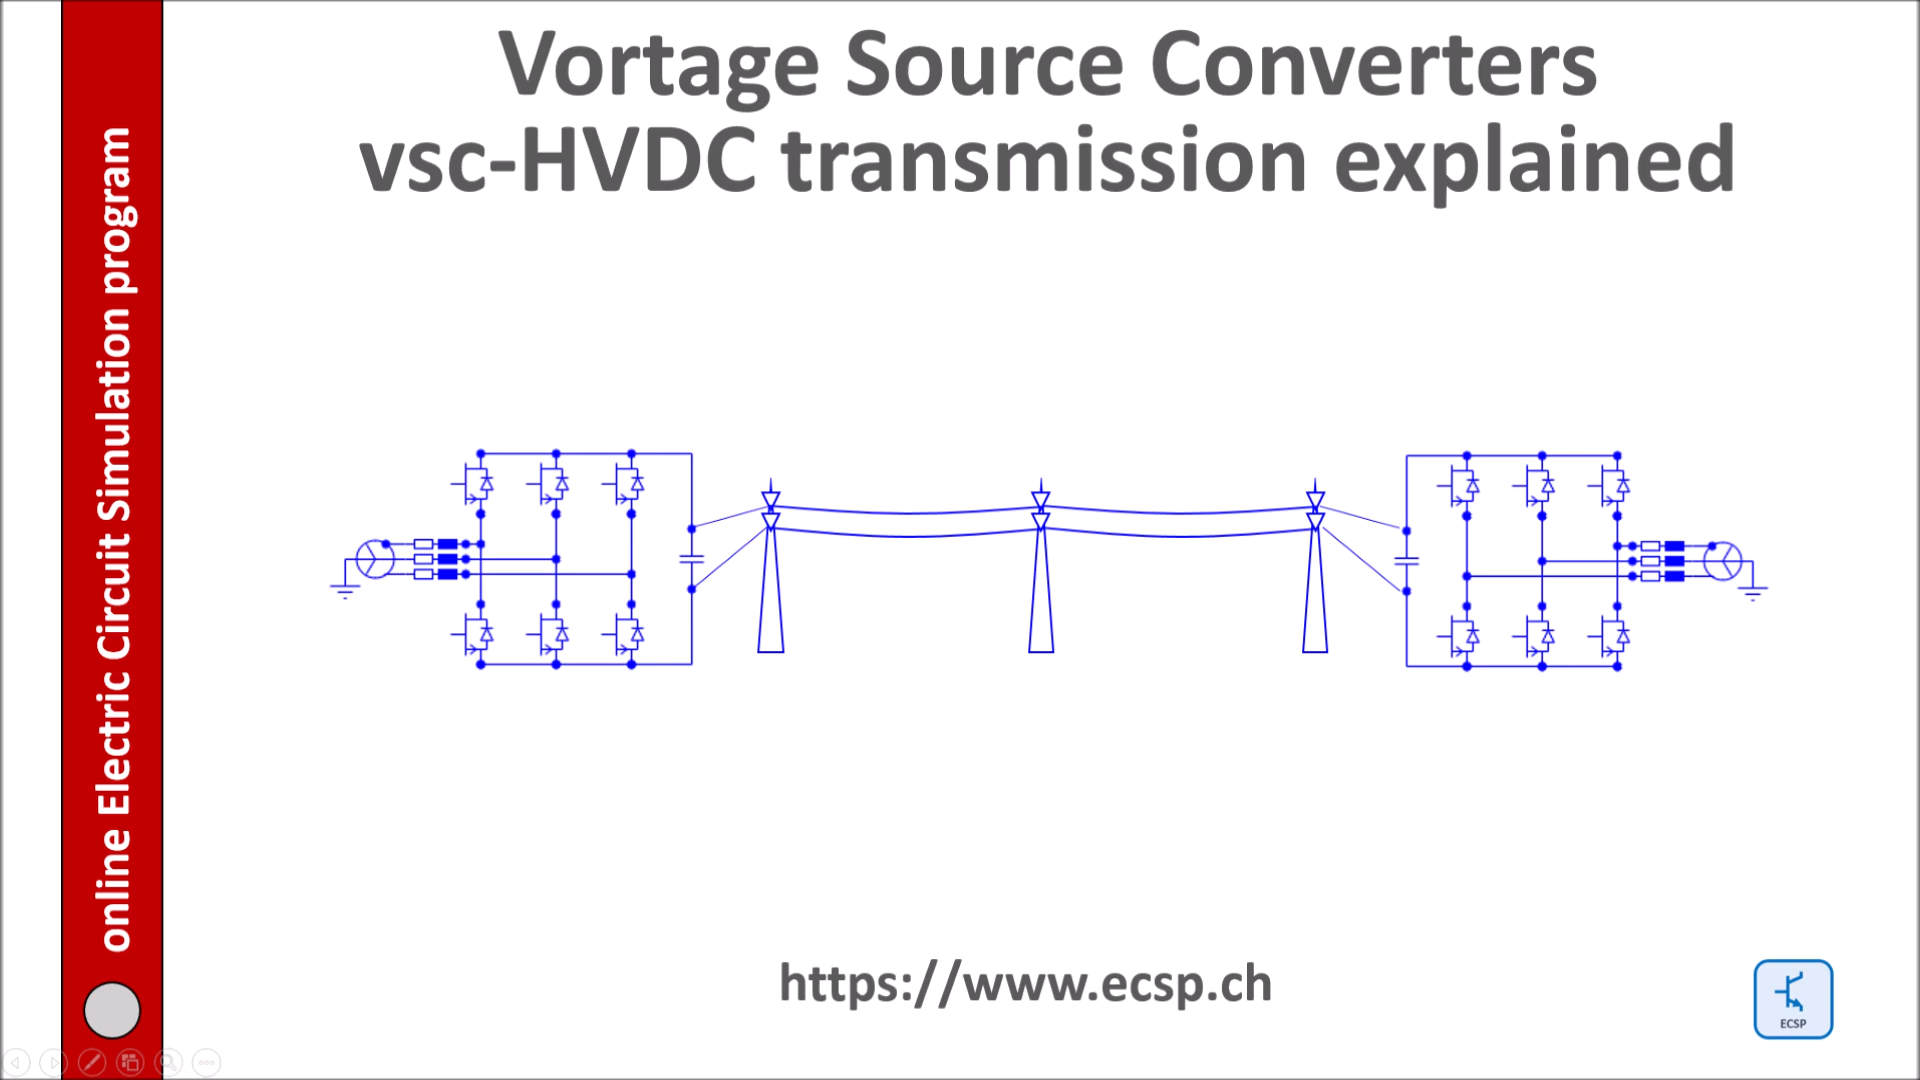 Vortage Source Converters
vsc-HVDC transmission explained
online Electric Circuit Simulation program
https://www.ecsp.ch
ECSP